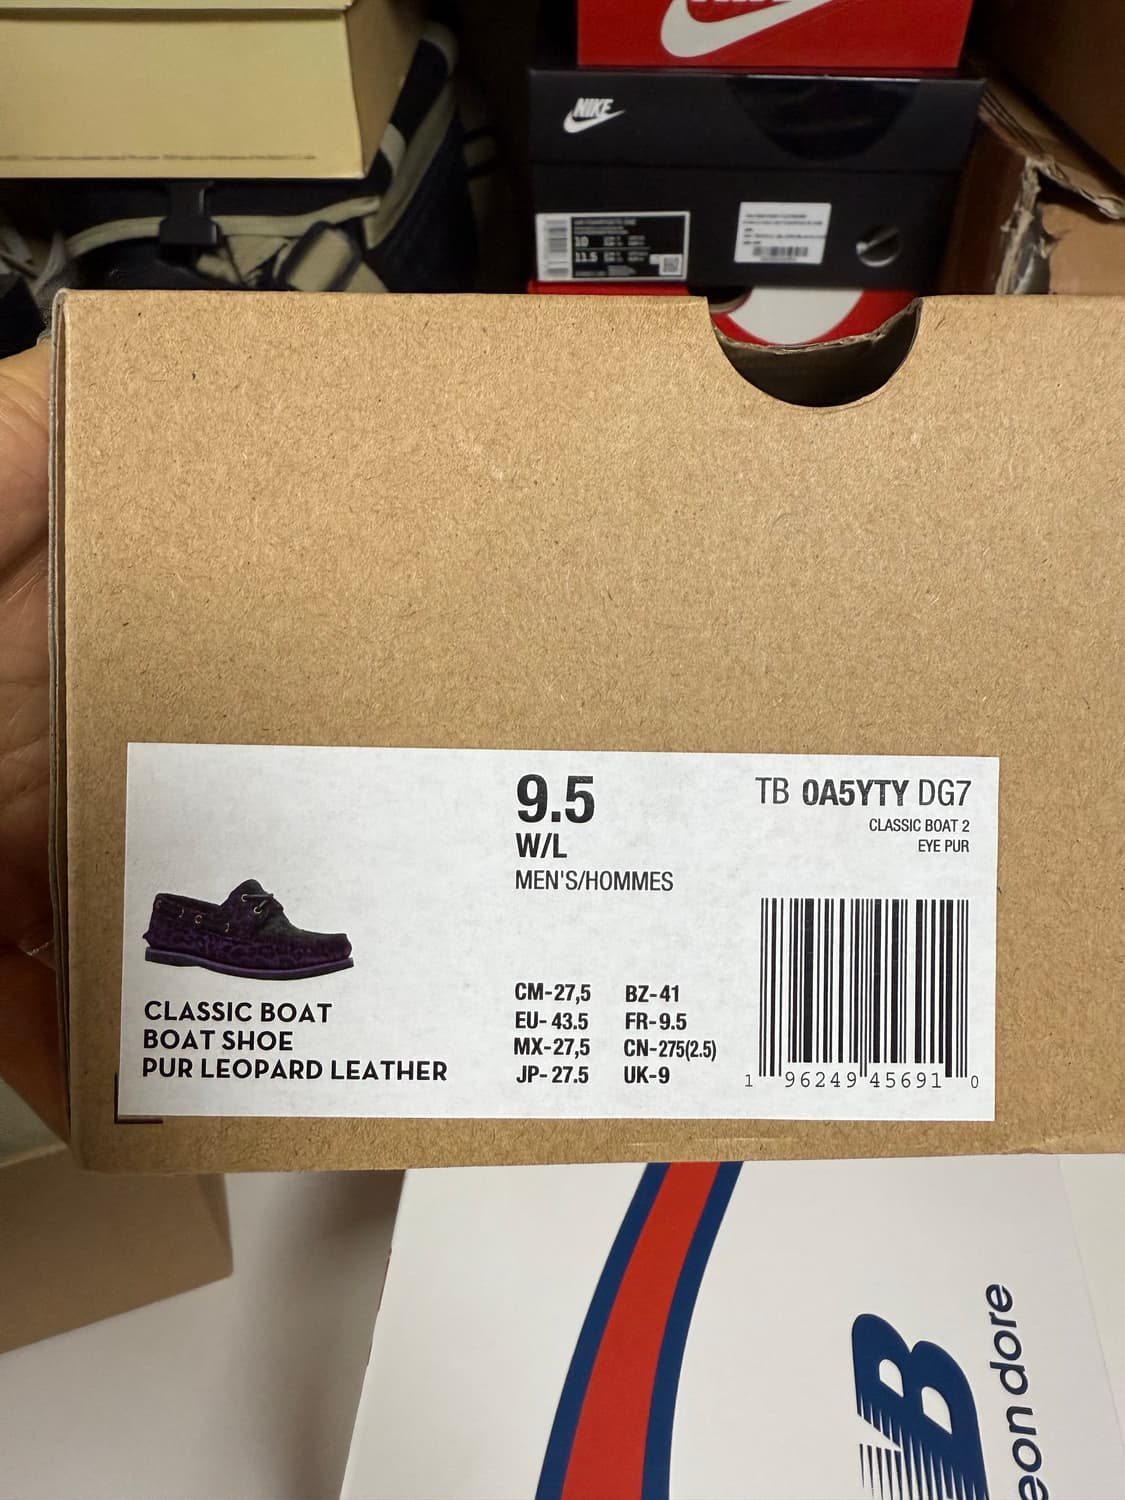 NIKE
10
11.5
9.5
W/L
MEN'S/HOMMES
TB 0A5YTY DG7
CLASSIC BOAT 2
EYE PUR
CLASSIC BOAT
BOAT SHOE
PUR LEOPARD LEATHER
CM-27,5 BZ-41
EU- 43.5 FR-9.5
MX-27,5 CN-275(2.5)
JP- 27.5 UK-9
1 96249 45691 0
NB
eon dore